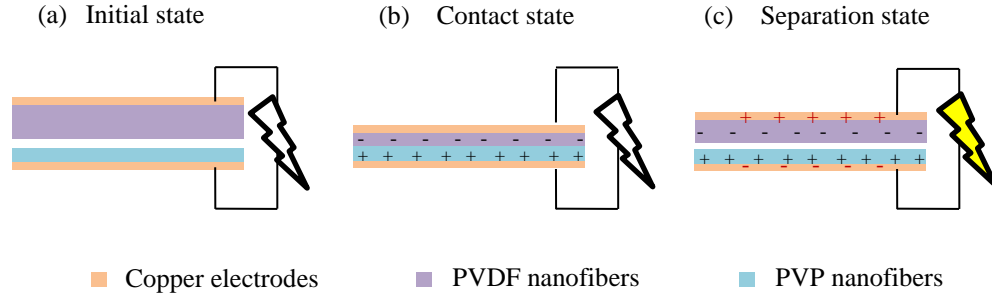 (a) Initial state
(b) Contact state
(c) Separation state
+ + + + +
- - - - - - - -
- - - - - - - -
+ + + + + + + +
+ + + + + + + + +
- - - - -
Copper electrodes
PVDF nanofibers
PVP nanofibers